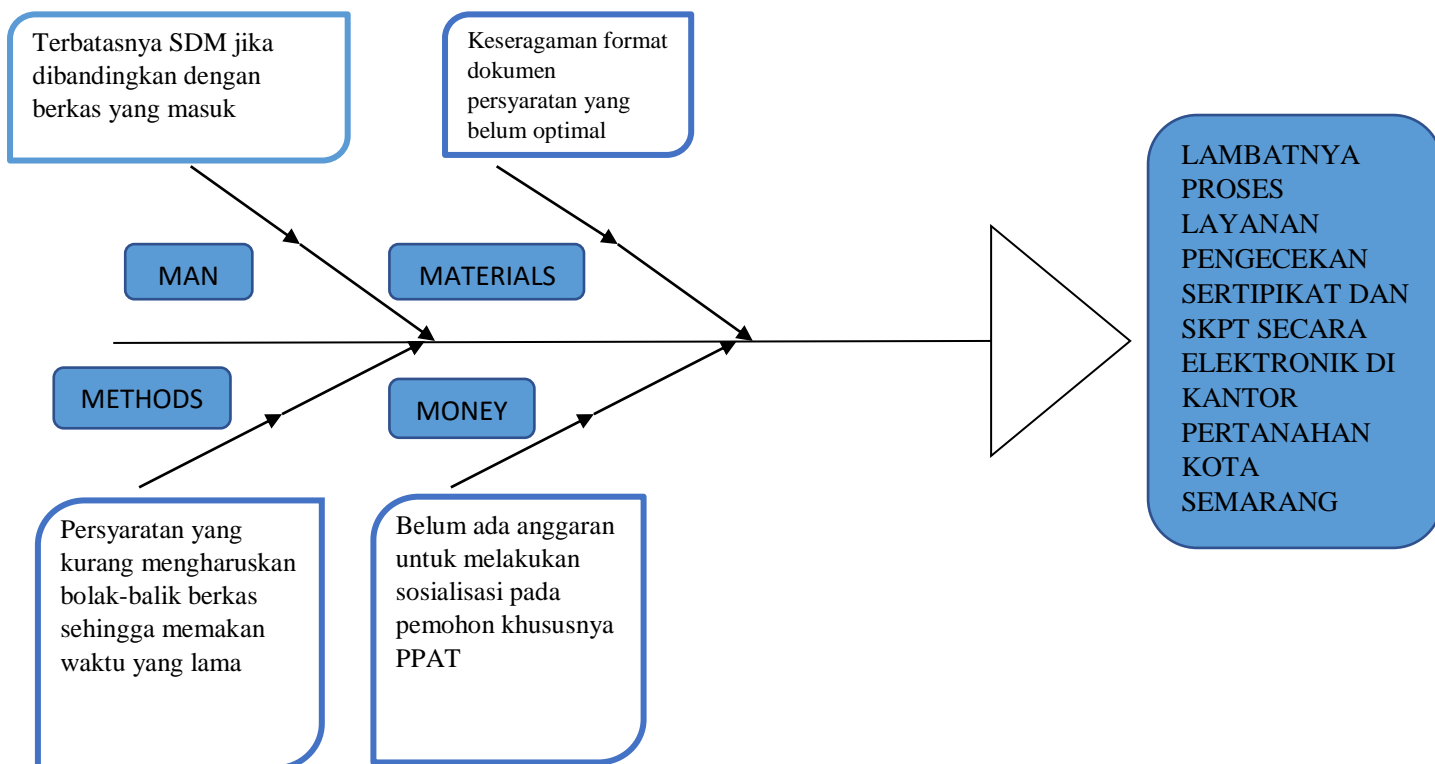 Terbatasnya SDM jika
dibandingkan dengan
berkas yang masuk
Keseragaman format
dokumen
persyaratan yang
belum optimal
MAN
MATERIALS
METHODS
MONEY
Persyaratan yang
kurang mengharuskan
bolak-balik berkas
sehingga memakan
waktu yang lama
Belum ada anggaran
untuk melakukan
sosialisasi pada
pemohon khususnya
PPAT
LAMBATNYA
PROSES
LAYANAN
PENGECEKAN
SERTIPIKAT DAN
SKPT SECARA
ELEKTRONIK DI
KANTOR
PERTANAHAN
KOTA
SEMARANG